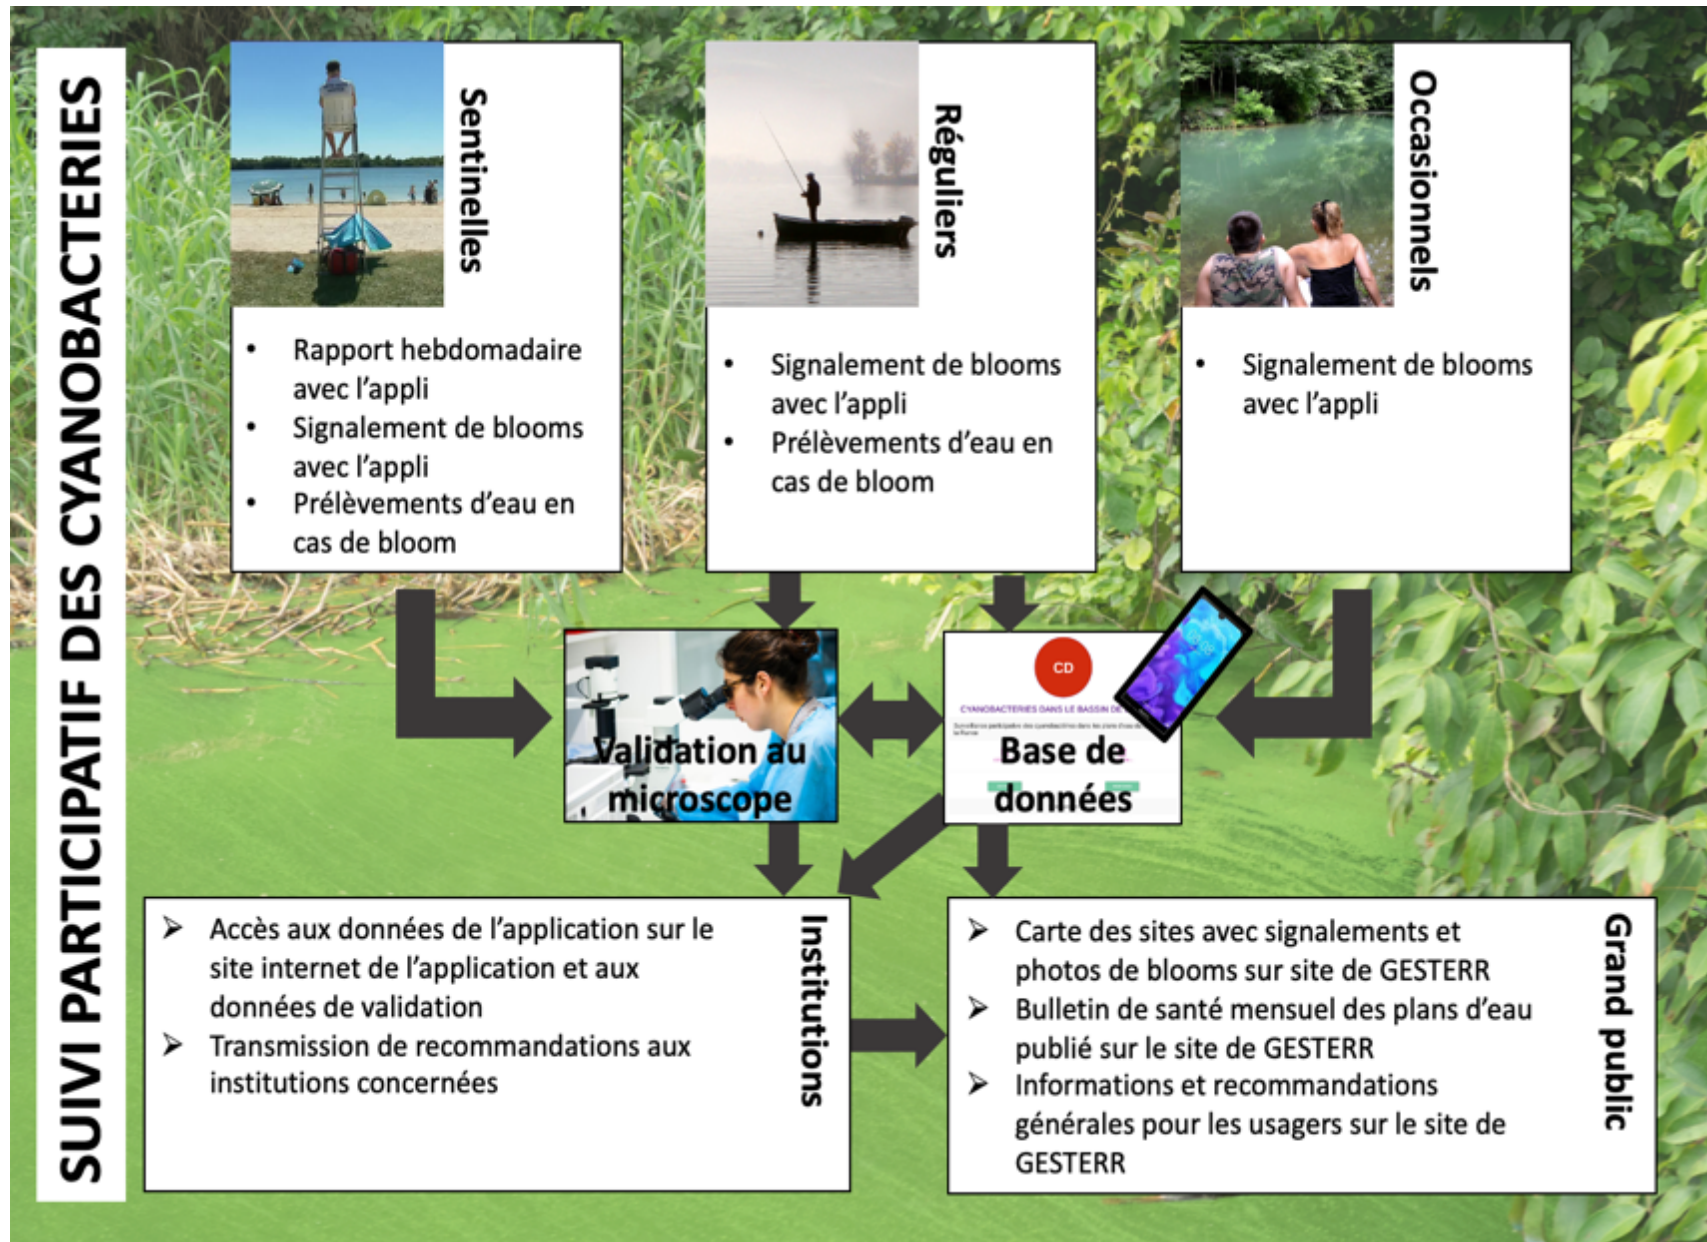 SUIVI PARTICIPATIF DES CYANOBACTERIES
Sentinelles
Rapport hebdomadaire
avec l'appli
Signalement de blooms
avec l'appli
Prélèvements d'eau en
cas de bloom
Réguliers
Signalement de blooms
avec l'appli
Prélèvements d'eau en
cas de bloom
Occasionnels
Signalement de blooms
avec l'appli
Validation au
microscope
CD
CYANOBACTERIES DANS LE BASSIN DE
Base de
données
Institutions
Accès aux données de l'application sur le
site internet de l'application et aux
données de validation
Transmission de recommandations aux
institutions concernées
Grand public
Carte des sites avec signalements et
photos de blooms sur site de GESTERR
Bulletin de santé mensuel des plans d'eau
publié sur le site de GESTERR
Informations et recommandations
générales pour les usagers sur le site de
GESTERR